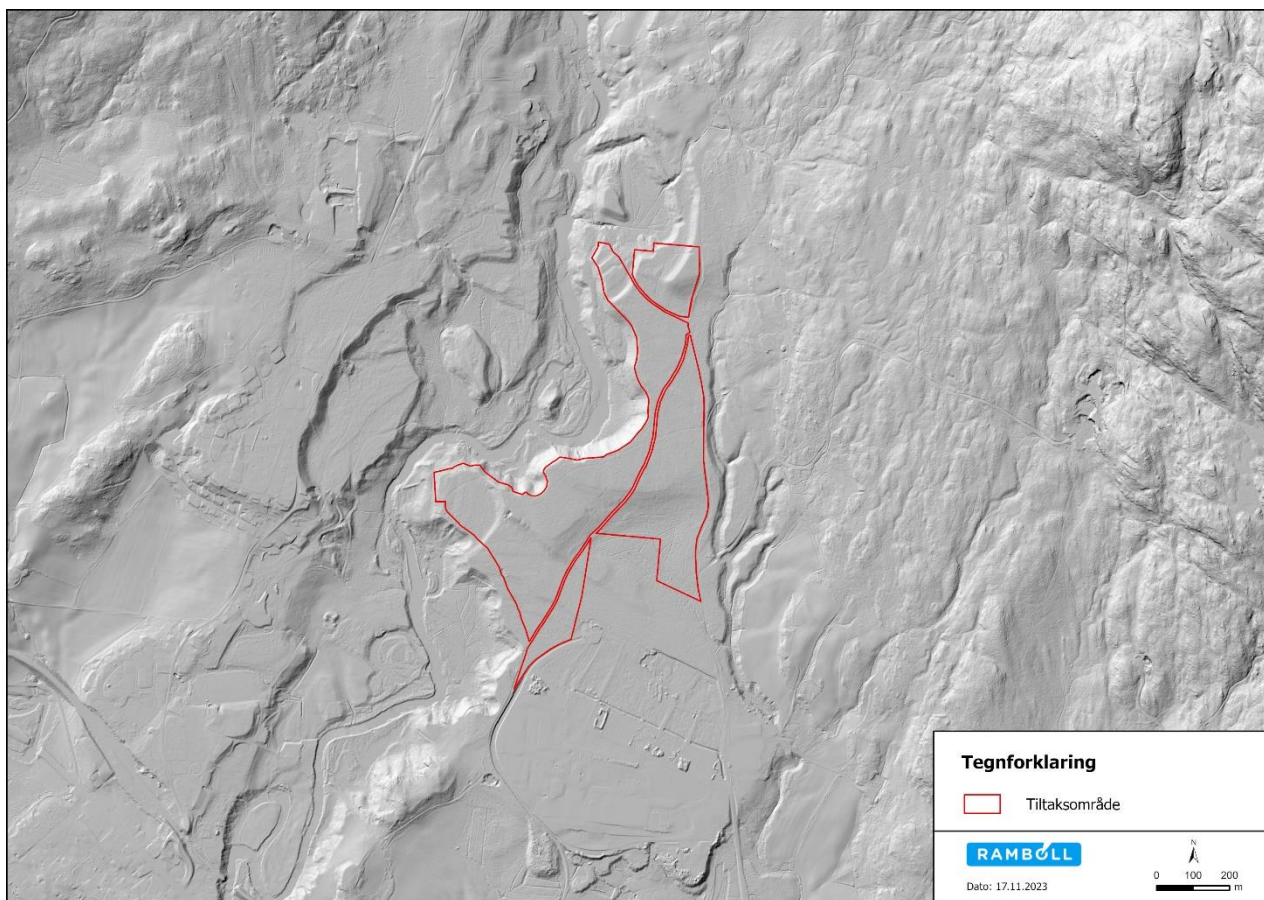 Tegnforklaring
Tiltaksområde
RAMBOLL
N
0 100 200
m
Dato: 17.11.2023